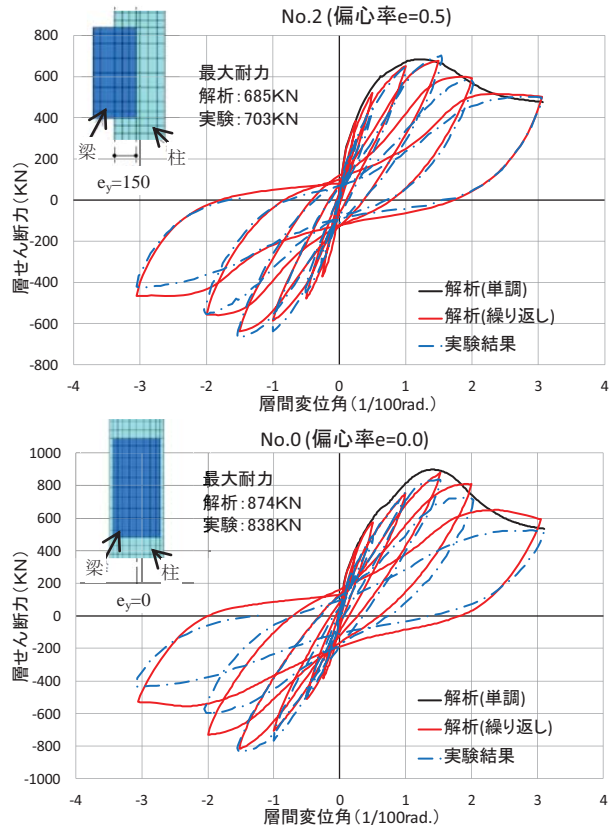 No.2 (偏心率e=0.5)
800
600
400
200
0
-200
-400
-600
-800
層せん断力(KN)
最大耐力
解析:685KN
実験:703KN
梁
柱
e_y=150
解析(単調)
解析(繰り返し)
実験結果
-4 -3 -2 -1 0 1 2 3 4
層間変位角(1/100rad.)
No.0 (偏心率e=0.0)
1000
800
600
400
200
0
-200
-400
-600
-800
-1000
層せん断力(KN)
最大耐力
解析:874KN
実験:838KN
梁
柱
e_y=0
解析(単調)
解析(繰り返し)
実験結果
-4 -3 -2 -1 0 1 2 3 4
層間変位角(1/100rad.)